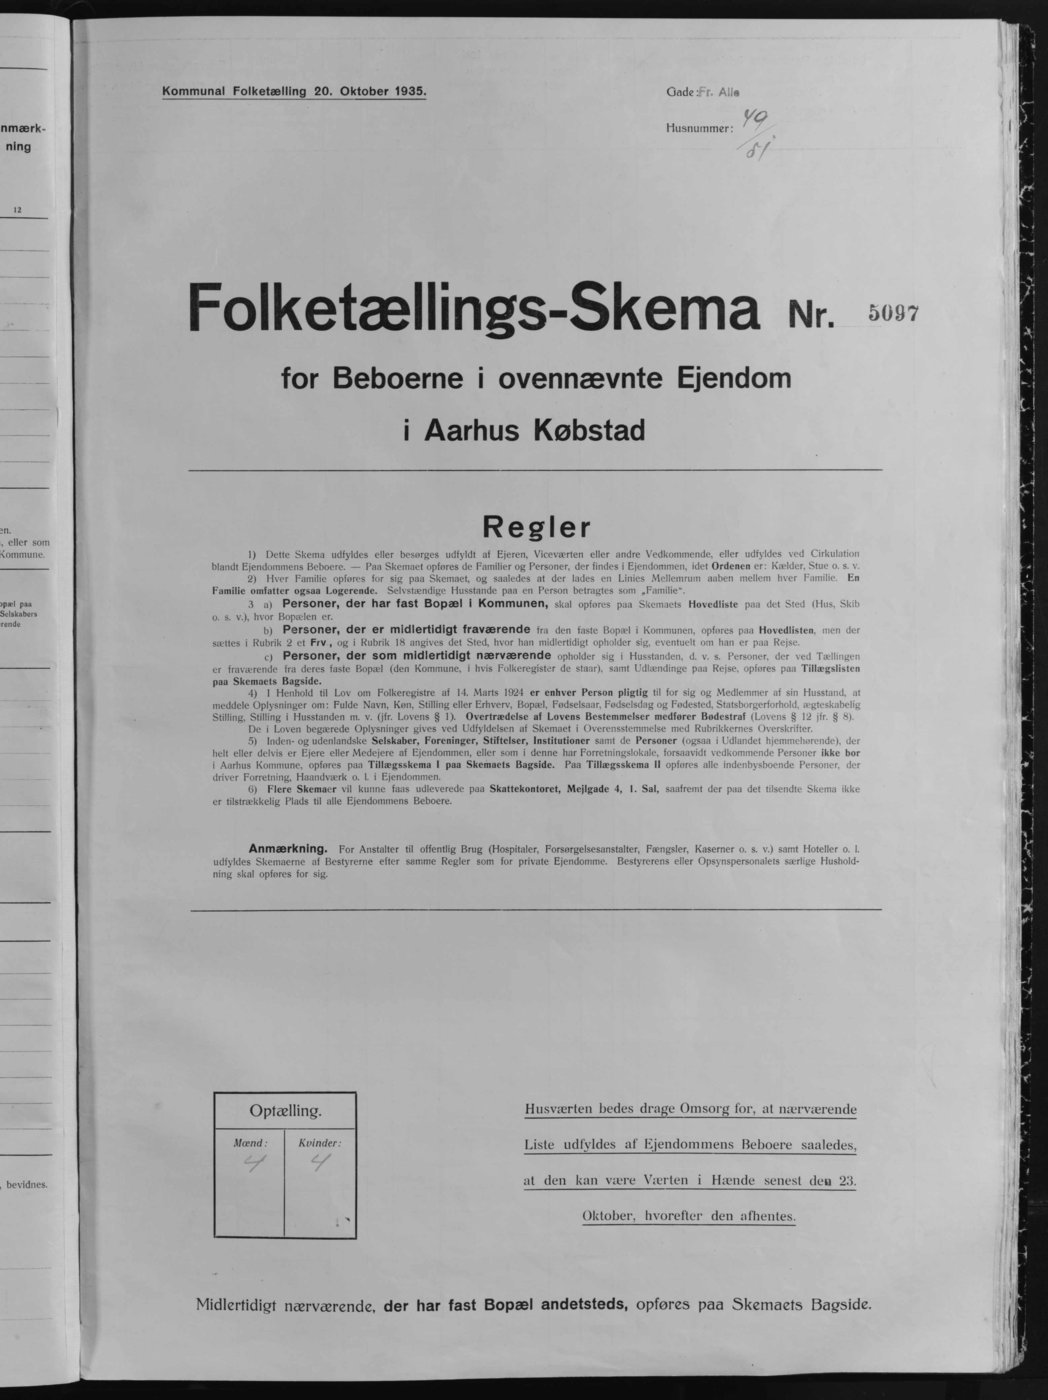 nmærk-
ning
12
en.
, eller som
Kommune.
opæl paa
Selskabers
rende
, bevidnes.
Kommunal Folketælling 20. Oktober 1935.
Gade: Fr. Alle
Husnummer: 49/51
Folketællings-Skema Nr. 5097
for Beboerne i ovennævnte Ejendom
i Aarhus Købstad
Regler
1) Dette Skema udfyldes eller besørges udfyldt af Ejeren, Viceværten eller andre Vedkommende, eller udfyldes ved Cirkulation
blandt Ejendommens Beboere. — Paa Skemaet opføres de Familier og Personer, der findes i Ejendommen, idet Ordenen er: Kælder, Stue o. s. v.
2) Hver Familie opføres for sig paa Skemaet, og saaledes at der lades en Linies Mellemrum aaben mellem hver Familie. En
Familie omfatter ogsaa Logerende. Selvstændige Husstande paa en Person betragtes som „Familie“.
3 a) Personer, der har fast Bopæl i Kommunen, skal opføres paa Skemaets Hovedliste paa det Sted (Hus, Skib
o. s. v.), hvor Bopælen er.
b) Personer, der er midlertidigt fraværende fra den faste Bopæl i Kommunen, opføres paa Hovedlisten, men der
sættes i Rubrik 2 et Frv, og i Rubrik 18 angives det Sted, hvor han midlertidigt opholder sig, eventuelt om han er paa Rejse.
c) Personer, der som midlertidigt nærværende opholder sig i Husstanden, d. v. s. Personer, der ved Tællingen
er fraværende fra deres faste Bopæl (den Kommune, i hvis Folkeregister de staar), samt Udlændinge paa Rejse, opføres paa Tillægslisten
paa Skemaets Bagside.
4) I Henhold til Lov om Folkeregistre af 14. Marts 1924 er enhver Person pligtig til for sig og Medlemmer af sin Husstand, at
meddele Oplysninger om: Fulde Navn, Køn, Stilling eller Erhverv, Bopæl, Fødselsaar, Fødselsdag og Fødested, Statsborgerforhold, ægteskabelig
Stilling, Stilling i Husstanden m. v. (jfr. Lovens § 1). Overtrædelse af Lovens Bestemmelser medfører Bødestraf (Lovens § 12 jfr. § 8).
De i Loven begærede Oplysninger gives ved Udfyldelsen af Skemaet i Overensstemmelse med Rubrikkernes Overskrifter.
5) Inden- og udenlandske Selskaber, Foreninger, Stiftelser, Institutioner samt de Personer (ogsaa i Udlandet hjemmehørende), der
helt eller delvis er Ejere eller Medejere af Ejendommen, eller som i denne har Forretningslokale, forsaavidt vedkommende Personer ikke bor
i Aarhus Kommune, opføres paa Tillægsskema I paa Skemaets Bagside. Paa Tillægsskema II opføres alle indenbysboende Personer, der
driver Forretning, Haandværk o. l. i Ejendommen.
6) Flere Skemaer vil kunne faas udleverede paa Skattekontoret, Mejlgade 4, 1. Sal, saafremt der paa det tilsendte Skema ikke
er tilstrækkelig Plads til alle Ejendommens Beboere.
Anmærkning. For Anstalter til offentlig Brug (Hospitaler, Forsørgelsesanstalter, Fængsler, Kaserner o. s. v.) samt Hoteller o. l.
udfyldes Skemaerne af Bestyrerne efter samme Regler som for private Ejendomme. Bestyrerens eller Opsynspersonalets særlige Hushold-
ning skal opføres for sig.
Optælling.
Mænd: Kvinder:
4 4
Husværten bedes drage Omsorg for, at nærværende
Liste udfyldes af Ejendommens Beboere saaledes,
at den kan være Værten i Hænde senest den 23.
Oktober, hvorefter den afhentes.
Midlertidigt nærværende, der har fast Bopæl andetsteds, opføres paa Skemaets Bagside.